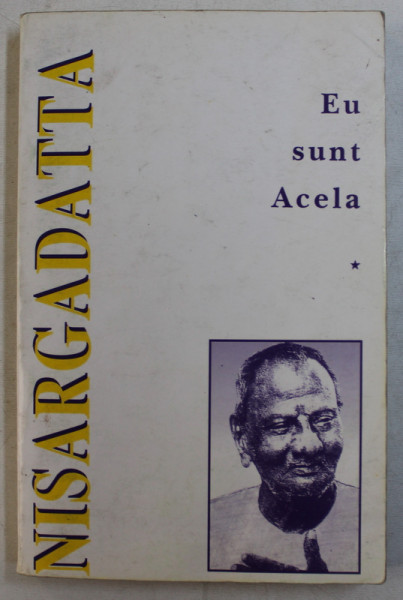 NISARGADATTA
Eu
sunt
Acela
*